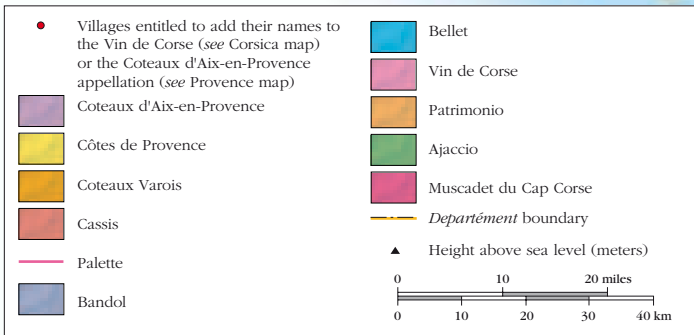 Villages entitled to add their names to
the Vin de Corse (see Corsica map)
or the Coteaux d'Aix-en-Provence
appellation (see Provence map)
Coteaux d'Aix-en-Provence
Côtes de Provence
Coteaux Varois
Cassis
Palette
Bandol
Bellet
Vin de Corse
Patrimonio
Ajaccio
Muscadet du Cap Corse
Departément boundary
Height above sea level (meters)
0 10 20 miles
0 10 20 30 40 km